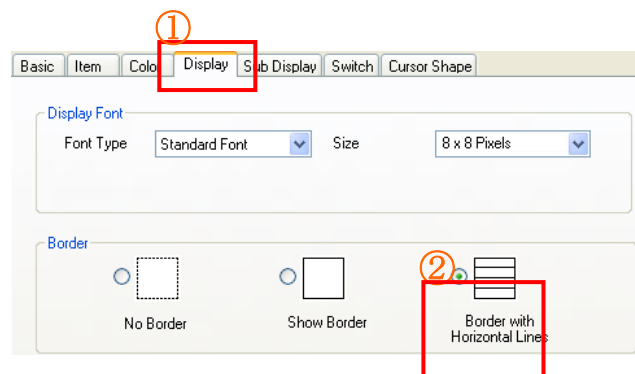 ①
Basic Item Colo Display Sub Display Switch Cursor Shape
Display Font
Font Type Standard Font Size 8 x 8 Pixels
Border
②
No Border Show Border Border with
Horizontal Lines